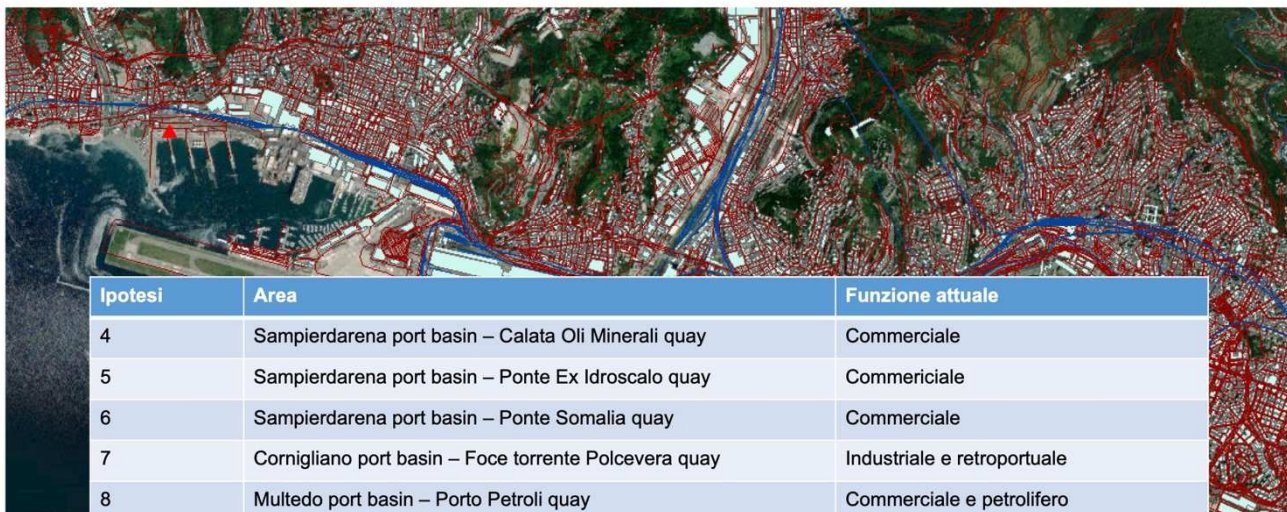 Ipotesi Area Funzione attuale
4 Sampierdarena port basin – Calata Oli Minerali quay Commerciale
5 Sampierdarena port basin – Ponte Ex Idroscalo quay Commericiale
6 Sampierdarena port basin – Ponte Somalia quay Commerciale
7 Cornigliano port basin – Foce torrente Polcevera quay Industriale e retroportuale
8 Multedo port basin – Porto Petroli quay Commerciale e petrolifero